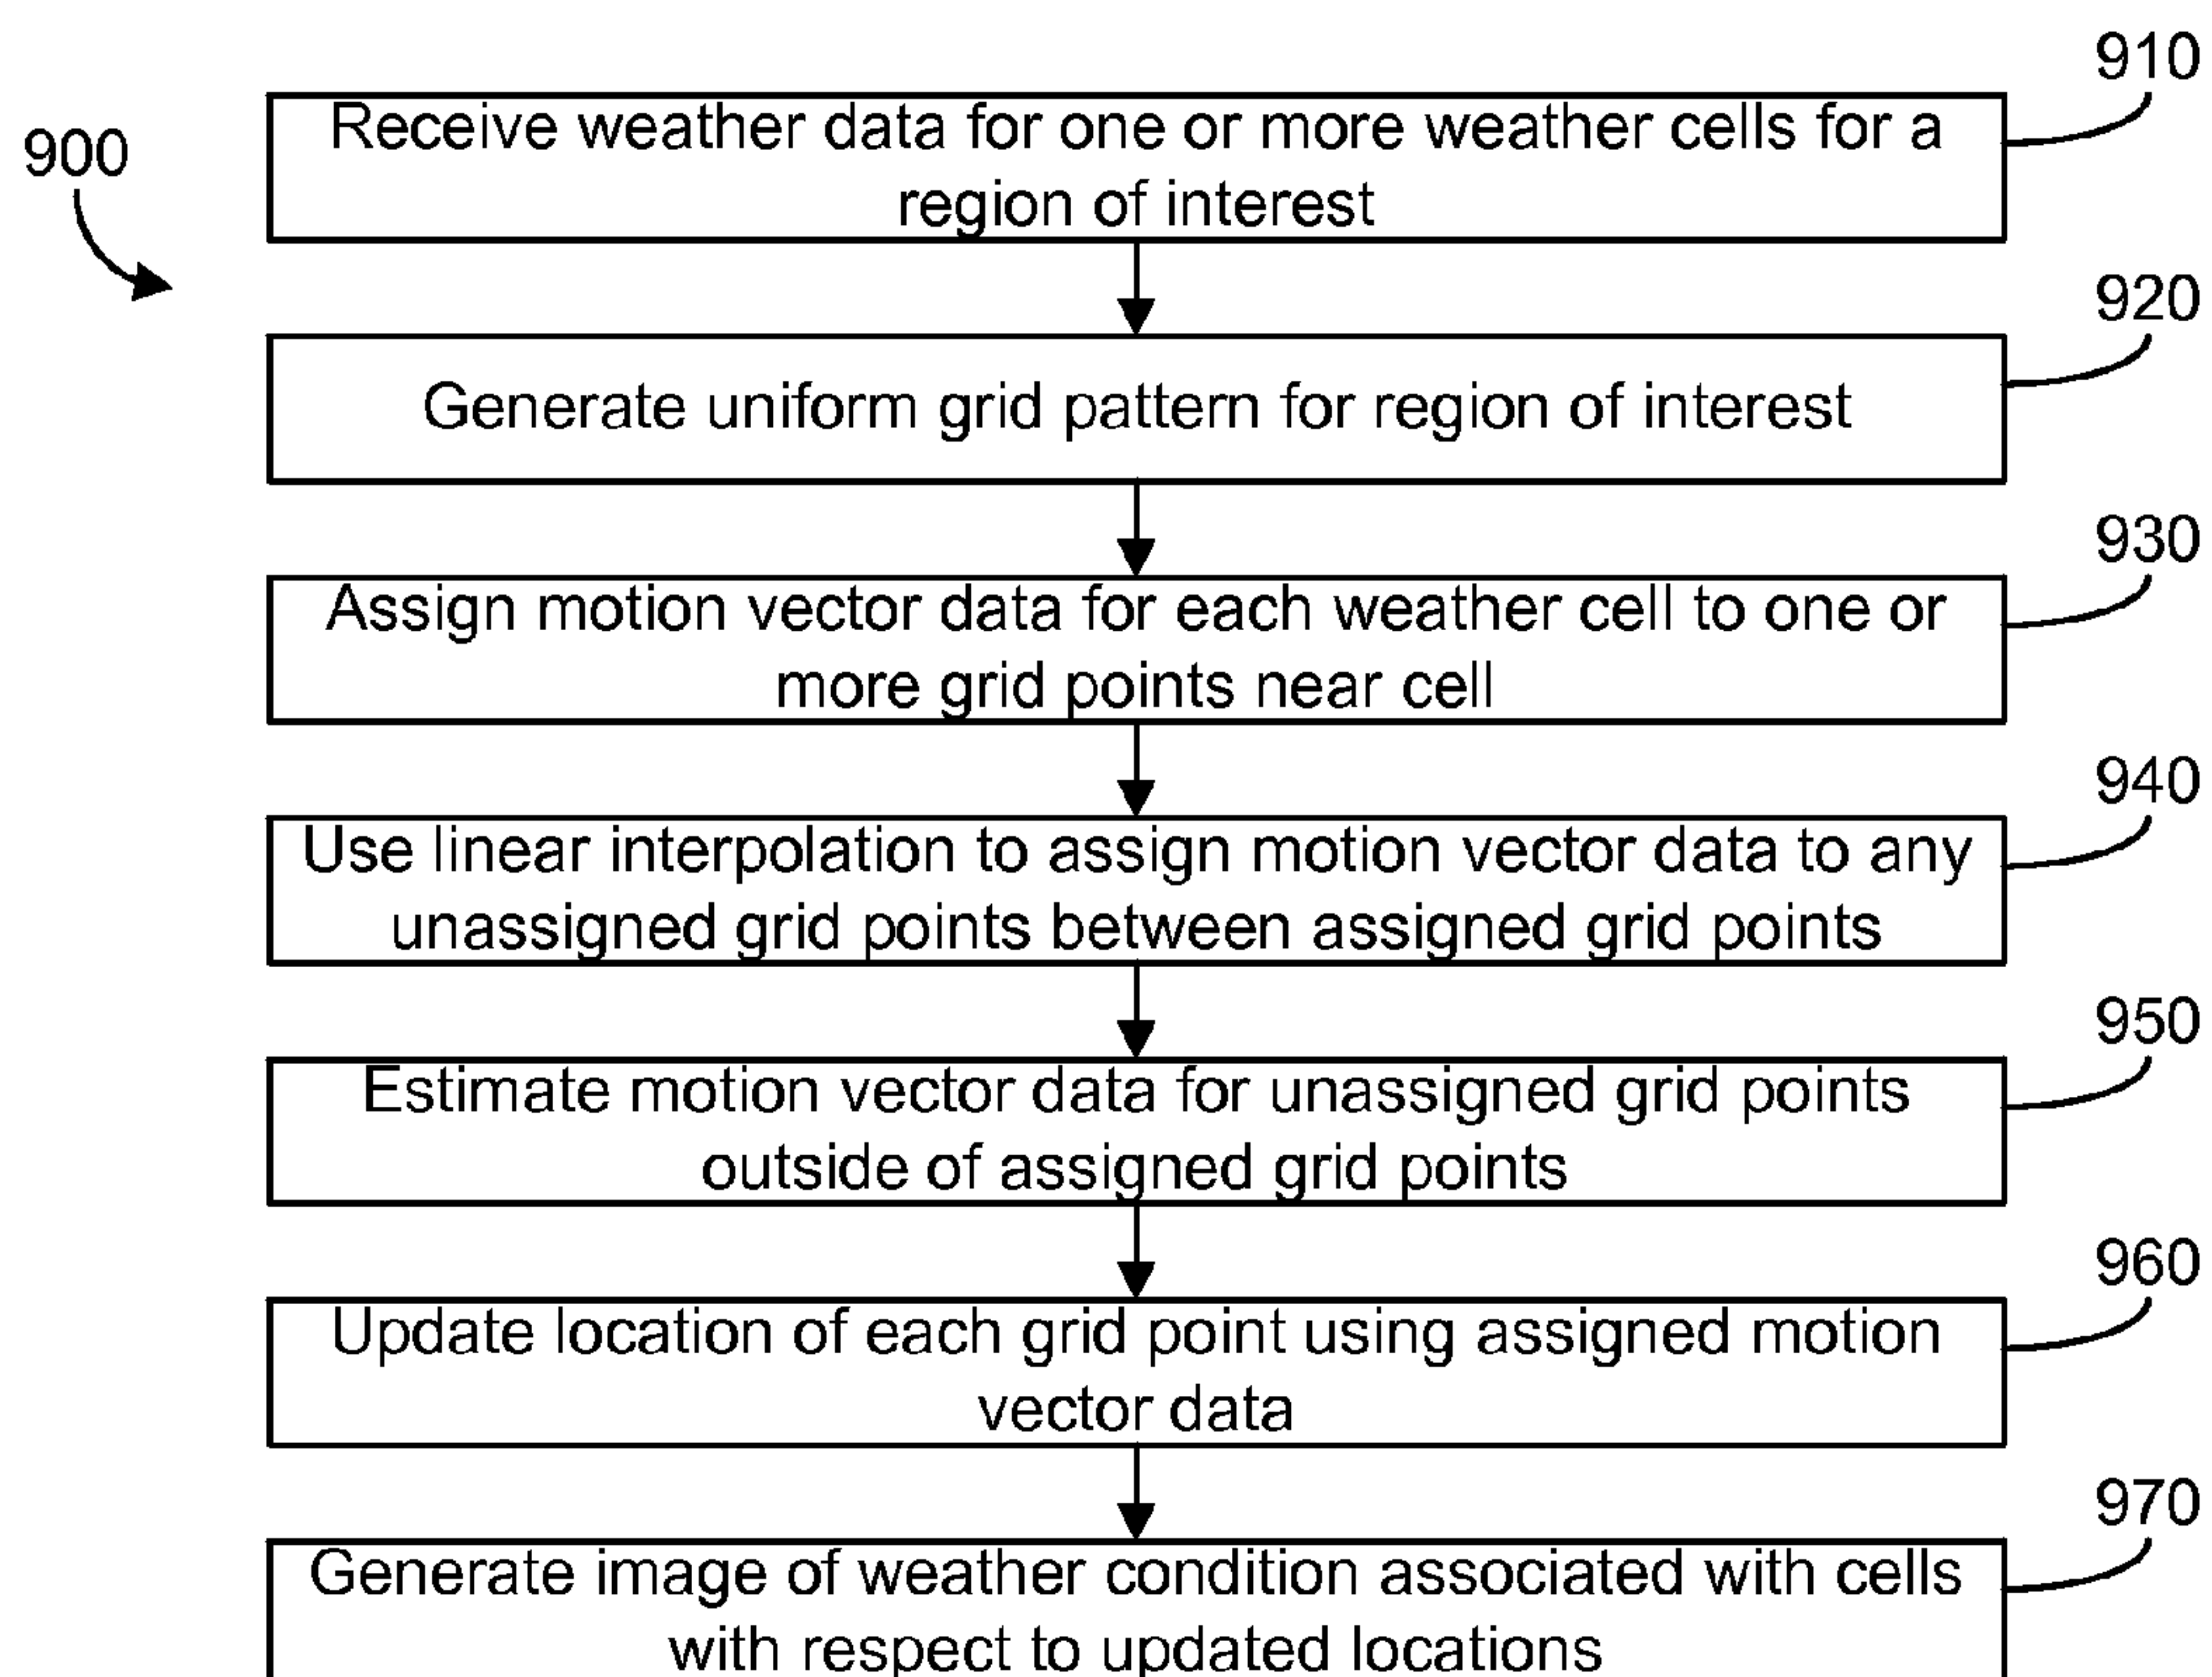 910
Receive weather data for one or more weather cells for a
region of interest
900
920
Generate uniform grid pattern for region of interest
930
Assign motion vector data for each weather cell to one or
more grid points near cell
940
Use linear interpolation to assign motion vector data to any
unassigned grid points between assigned grid points
950
Estimate motion vector data for unassigned grid points
outside of assigned grid points
960
Update location of each grid point using assigned motion
vector data
970
Generate image of weather condition associated with cells
with respect to updated locations